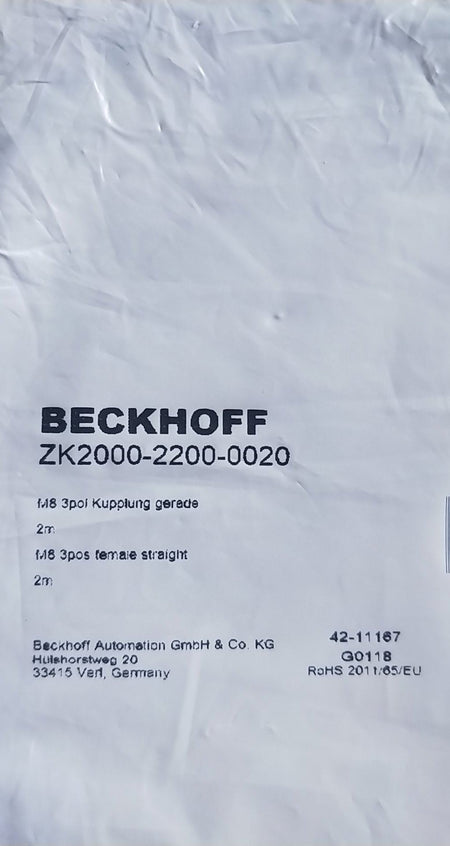 BECKHOFF
ZK2000-2200-0020
M8 3pol Kupplung gerade
2m
M8 3pos female straight
2m
Beckhoff Automation GmbH & Co. KG
Hülshorstweg 20
33415 Verl, Germany
42-11167
G0118
RoHS 2011/65/EU